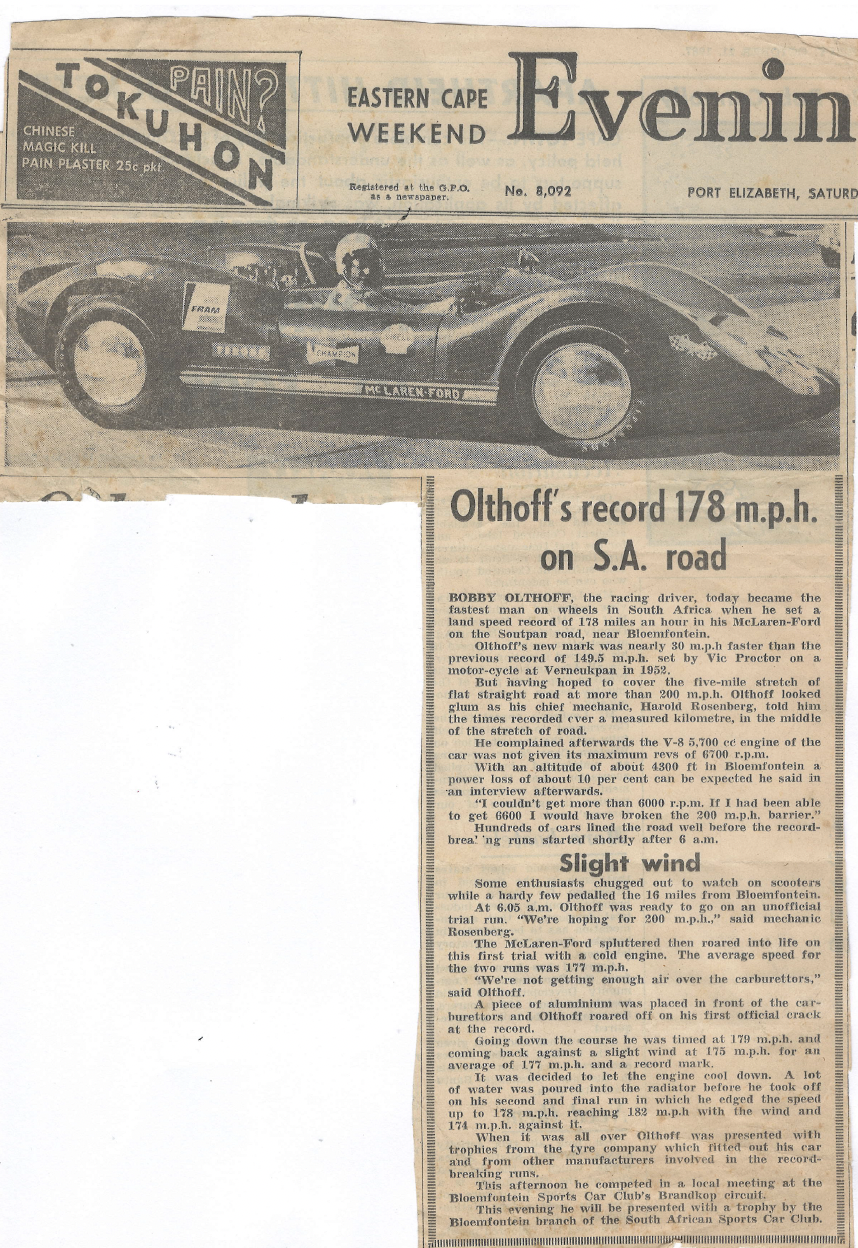 TOKUHON
PAIN?
CHINESE
MAGIC KILL
PAIN PLASTER 25c pkt
EASTERN CAPE
WEEKEND
Evenin
Registered at the G.P.O.
as a newspaper.
No. 8,092
PORT ELIZABETH, SATURD
FRAM
CHAMPION
SHELL
McLAREN-FORD
FIRESTONE
Olthoff's record 178 m.p.h.
on S.A. road
BOBBY OLTHOFF, the racing driver, today became the
fastest man on wheels in South Africa when he set a
land speed record of 178 miles an hour in his McLaren-Ford
on the Soutpan road, near Bloemfontein.
Olthoff's new mark was nearly 30 m.p.h faster than the
previous record of 149.5 m.p.h. set by Vic Proctor on a
motor-cycle at Verneukpan in 1952.
But having hoped to cover the five-mile stretch of
flat straight road at more than 200 m.p.h. Olthoff looked
glum as his chief mechanic, Harold Rosenberg, told him
the times recorded over a measured kilometre, in the middle
of the stretch of road.
He complained afterwards the V-8 5,700 cc engine of the
car was not given its maximum revs of 6700 r.p.m.
With an altitude of about 4300 ft in Bloemfontein a
power loss of about 10 per cent can be expected he said in
an interview afterwards.
"I couldn't get more than 6000 r.p.m. If I had been able
to get 6600 I would have broken the 200 m.p.h. barrier."
Hundreds of cars lined the road well before the record-
brea' 'ng runs started shortly after 6 a.m.
Slight wind
Some enthusiasts chugged out to watch on scooters
while a hardy few pedalled the 16 miles from Bloemfontein.
At 6.05 a.m. Olthoff was ready to go on an unofficial
trial run. "We're hoping for 200 m.p.h.," said mechanic
Rosenberg.
The McLaren-Ford spluttered then roared into life on
this first trial with a cold engine. The average speed for
the two runs was 177 m.p.h.
"We're not getting enough air over the carburettors,"
said Olthoff.
A piece of aluminium was placed in front of the car-
burettors and Olthoff roared off on his first official crack
at the record.
Going down the course he was timed at 179 m.p.h. and
coming back against a slight wind at 175 m.p.h. for an
average of 177 m.p.h. and a record mark.
It was decided to let the engine cool down. A lot
of water was poured into the radiator before he took off
on his second and final run in which he edged the speed
up to 178 m.p.h. reaching 182 m.p.h with the wind and
174 m.p.h. against it.
When it was all over Olthoff was presented with
trophies from the tyre company which fitted out his car
and from other manufacturers involved in the record-
breaking runs.
This afternoon he competed in a local meeting at the
Bloemfontein Sports Car Club's Brandkop circuit.
This evening he will be presented with a trophy by the
Bloemfontein branch of the South African Sports Car Club.